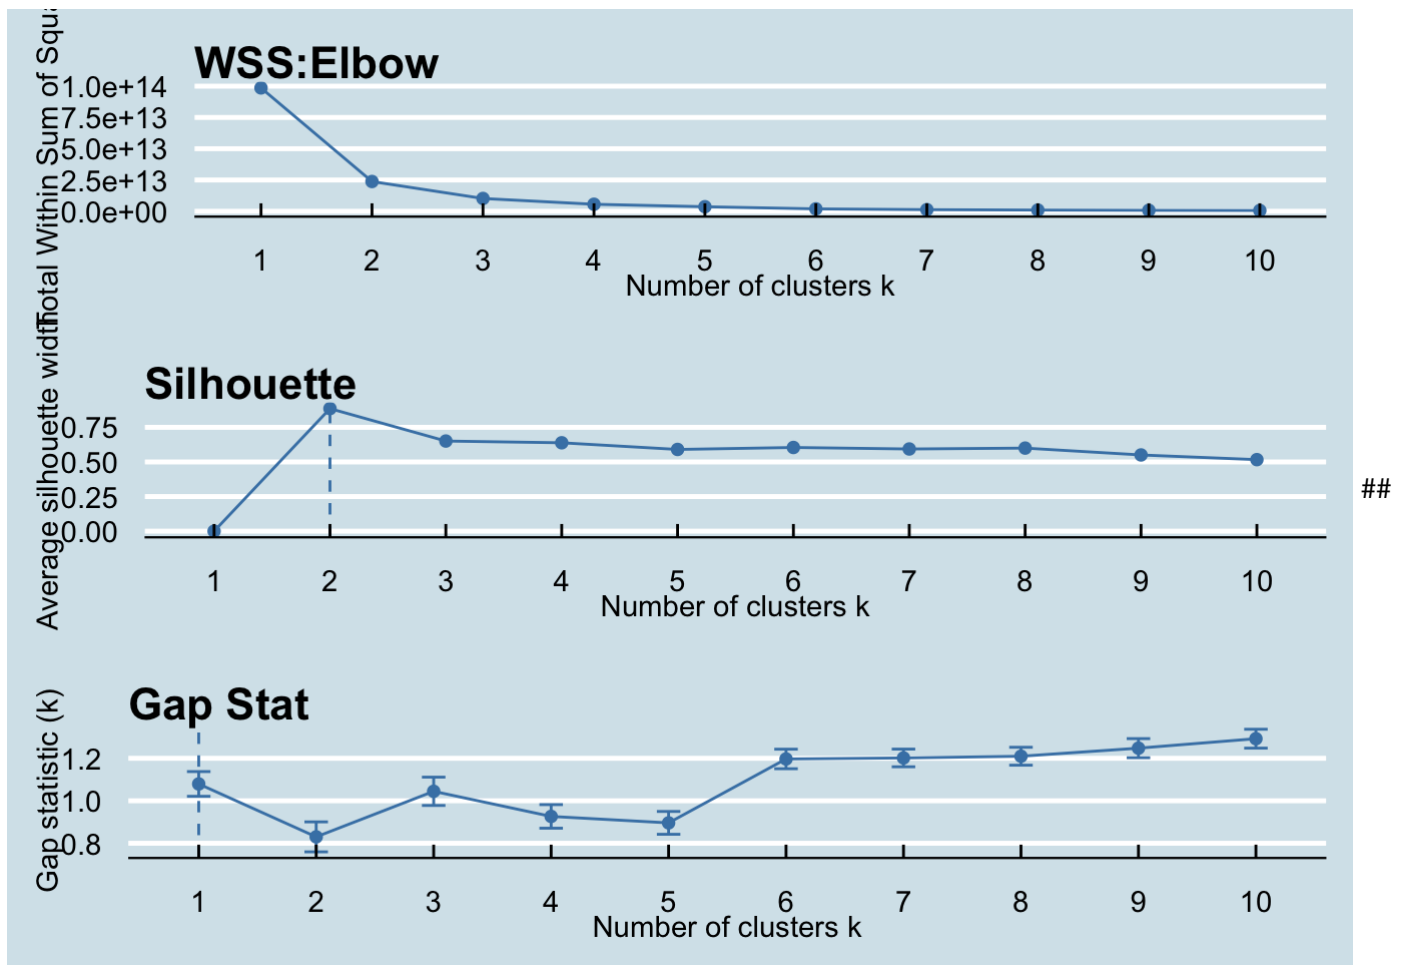 WSS:Elbow
Total Within Sum of Squa
1.0e+14
7.5e+13
5.0e+13
2.5e+13
0.0e+00
1 2 3 4 5 6 7 8 9 10
Number of clusters k
Silhouette
Average silhouette width
0.75
0.50
0.25
0.00
1 2 3 4 5 6 7 8 9 10
Number of clusters k
##
Gap Stat
Gap statistic (k)
1.2
1.0
0.8
1 2 3 4 5 6 7 8 9 10
Number of clusters k